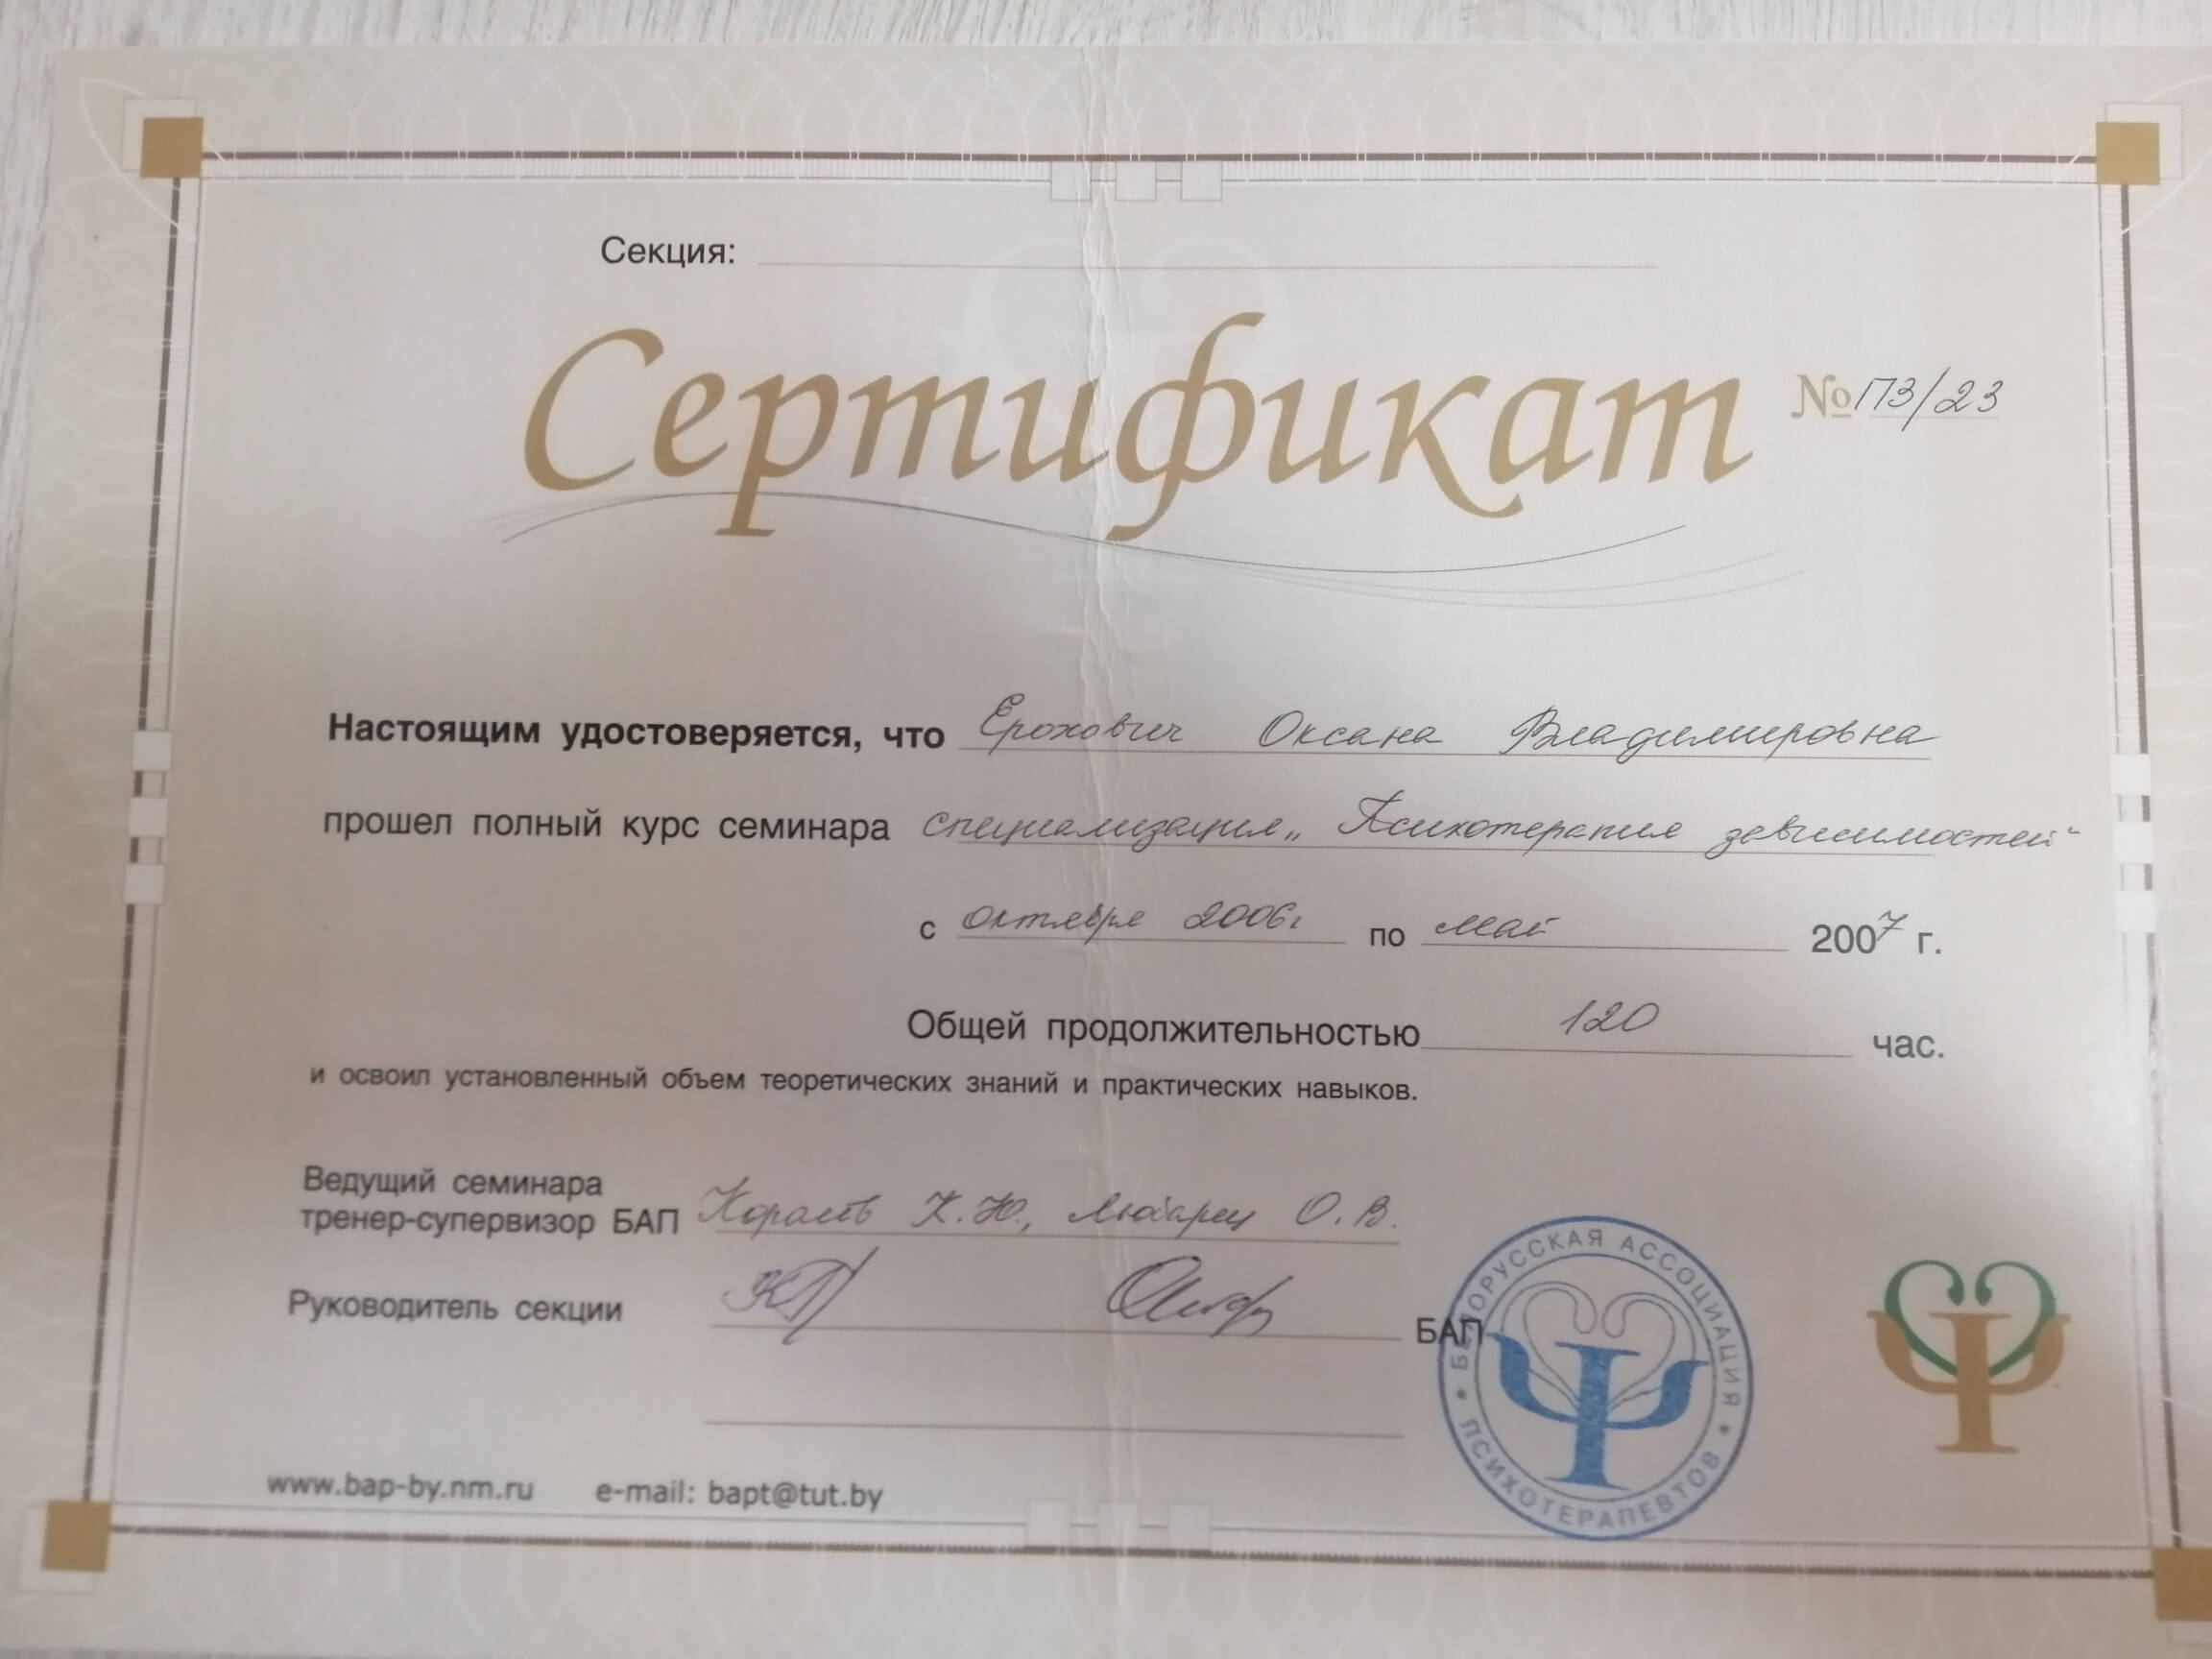 Секция:
Сертификат №ПЗ/23
Настоящим удостоверяется, что Ерохович Оксана Владимировна
прошел полный курс семинара специализация „Психотерапия зависимостей“
с октября 2006г по май 2007 г.
Общей продолжительностью 120 час.
и освоил установленный объем теоретических знаний и практических навыков.
Ведущий семинара
тренер-супервизор БАП К.Ю., О.В.
Руководитель секции БАП
БЕЛОРУССКАЯ АССОЦИАЦИЯ * ПСИХОТЕРАПЕВТОВ *
www.bap-by.nm.ru e-mail: bapt@tut.by